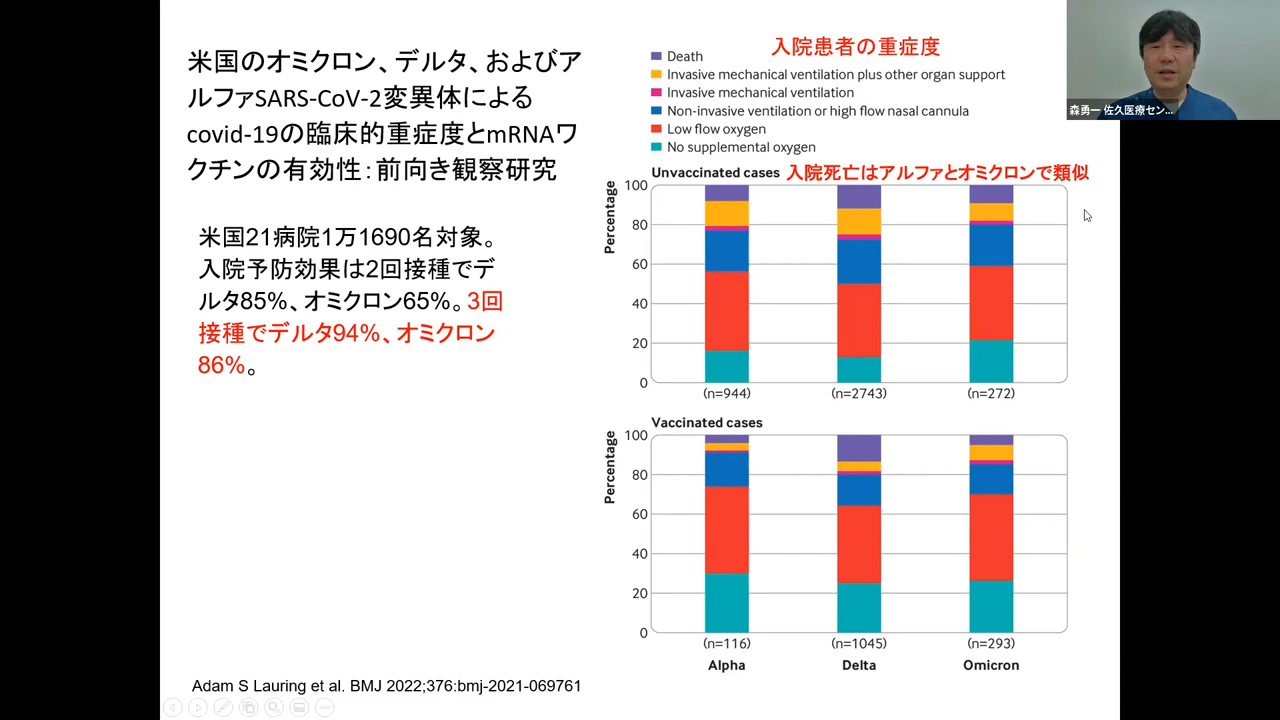 米国のオミクロン、デルタ、およびア
ルファSARS-CoV-2変異体による
covid-19の臨床的重症度とmRNAワ
クチンの有効性：前向き観察研究
米国21病院1万1690名対象。
入院予防効果は2回接種でデ
ルタ85%、オミクロン65%。3回
接種でデルタ94%、オミクロン
86%。
入院患者の重症度
Death
Invasive mechanical ventilation plus other organ support
Invasive mechanical ventilation
Non-invasive ventilation or high flow nasal cannula
Low flow oxygen
No supplemental oxygen
Unvaccinated cases 入院死亡はアルファとオミクロンで類似
Percentage
100
80
60
40
20
0
(n=944) (n=2743) (n=272)
Vaccinated cases
Percentage
100
80
60
40
20
0
(n=116) (n=1045) (n=293)
Alpha Delta Omicron
Adam S Lauring et al. BMJ 2022;376:bmj-2021-069761
森勇一 佐久医療セン...